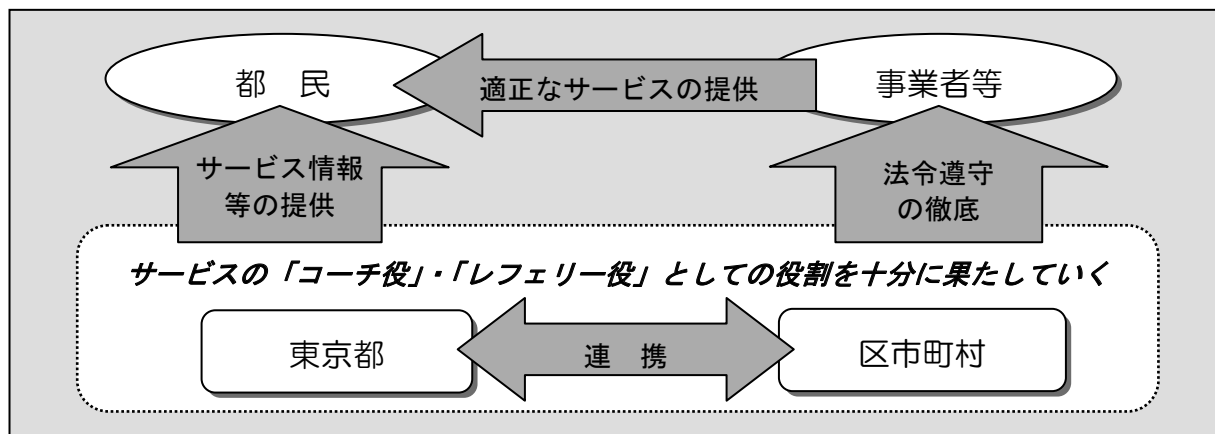 都　民
適正なサービスの提供
事業者等
サービス情報
等の提供
法令遵守
の徹底
サービスの「コーチ役」・「レフェリー役」としての役割を十分に果たしていく
東京都
連　携
区市町村